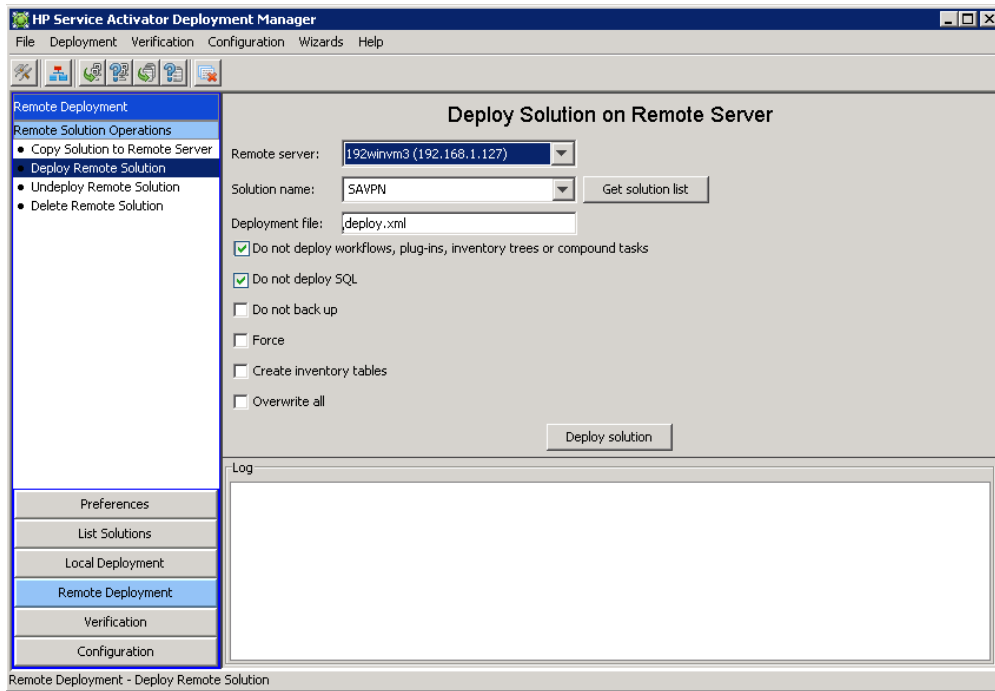 HP Service Activator Deployment Manager
File Deployment Verification Configuration Wizards Help
Remote Deployment
Remote Solution Operations
Copy Solution to Remote Server
Deploy Remote Solution
Undeploy Remote Solution
Delete Remote Solution
Preferences
List Solutions
Local Deployment
Remote Deployment
Verification
Configuration
Deploy Solution on Remote Server
Remote server: 192winvm3 (192.168.1.127)
Solution name: SAVPN Get solution list
Deployment file: deploy.xml
Do not deploy workflows, plug-ins, inventory trees or compound tasks
Do not deploy SQL
Do not back up
Force
Create inventory tables
Overwrite all
Deploy solution
Log
Remote Deployment - Deploy Remote Solution